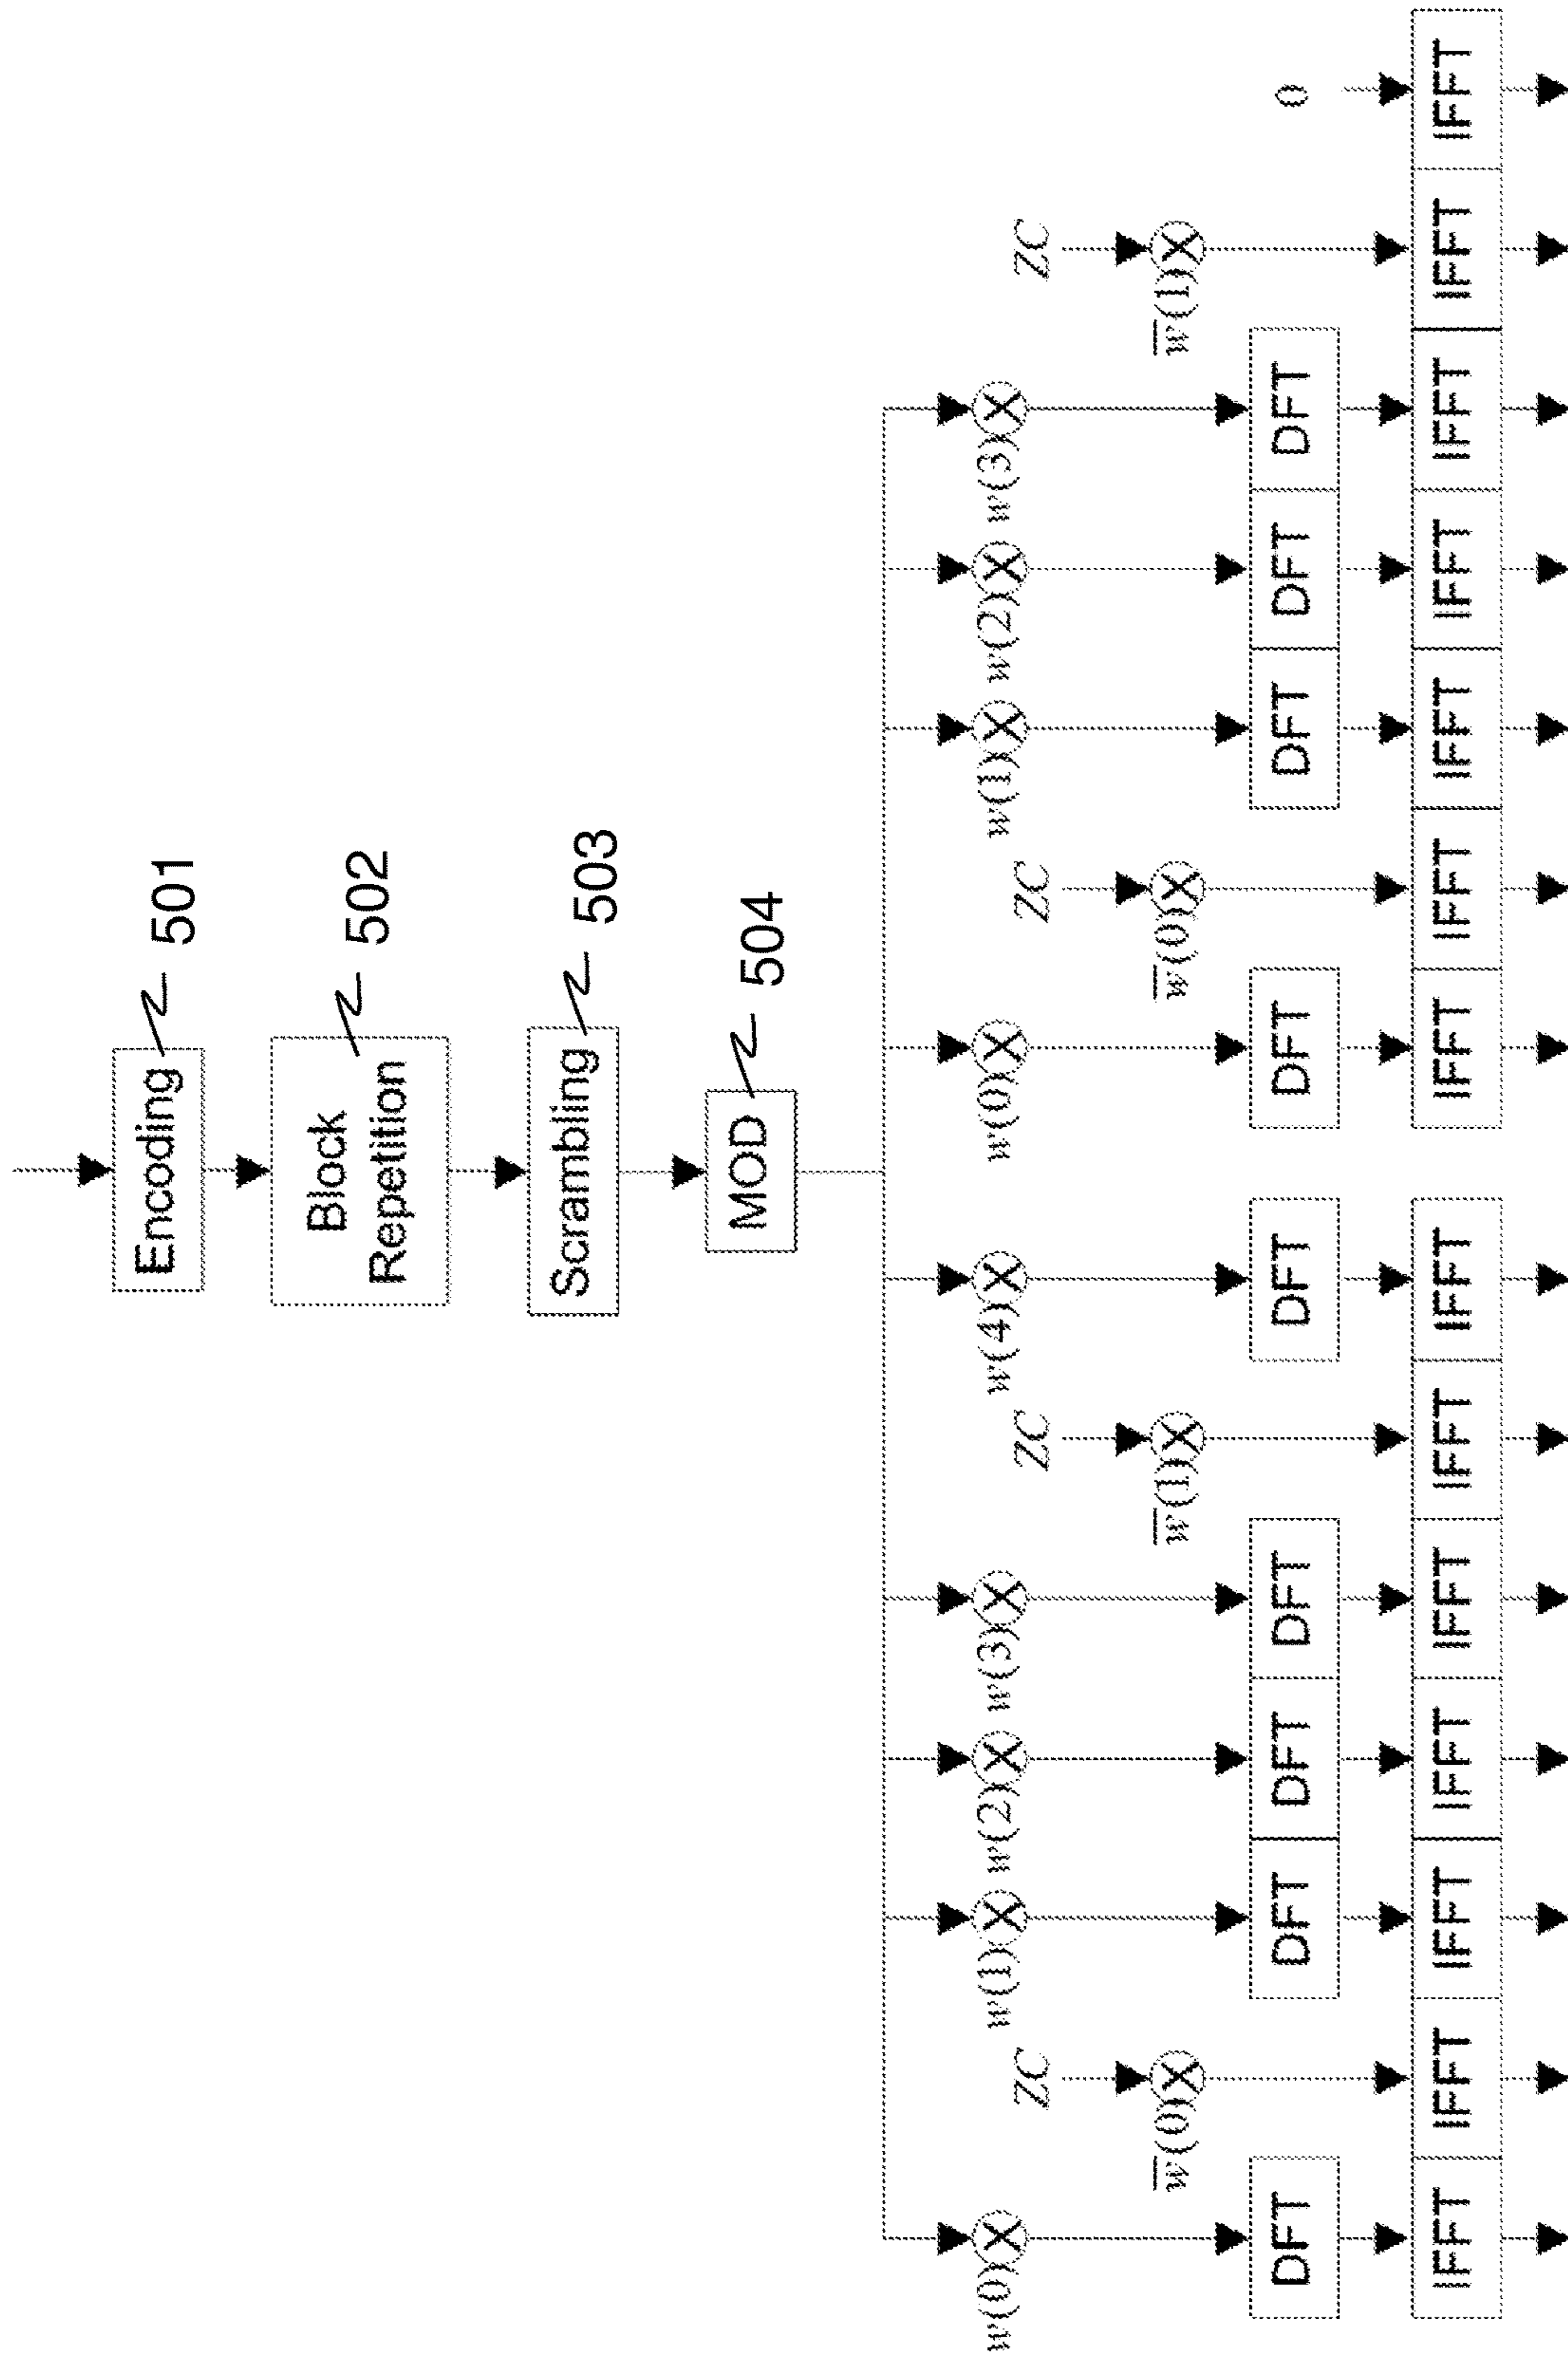 Encoding
501
Block
Repetition
502
Scrambling
503
MOD
504
w(0)
w(1)
w(2)
w(3)
w(4)
w(0)
w(1)
w(2)
w(3)
ZC
ZC
ZC
ZC
0
w̅(0)
w̅(1)
w̅(0)
w̅(1)
DFT
DFT
DFT
DFT
DFT
DFT
DFT
DFT
DFT
IFFT
IFFT
IFFT
IFFT
IFFT
IFFT
IFFT
IFFT
IFFT
IFFT
IFFT
IFFT
IFFT
IFFT